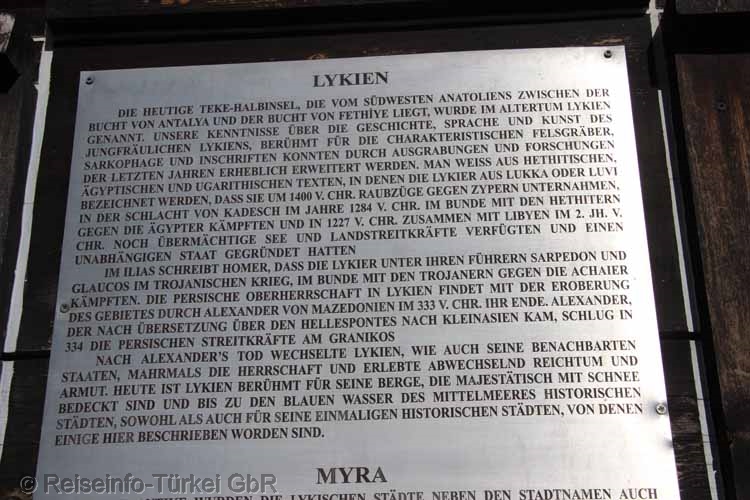 LYKIEN
DIE HEUTIGE TEKE-HALBINSEL, DIE VOM SÜDWESTEN ANATOLIENS ZWISCHEN DER
BUCHT VON ANTALYA UND DER BUCHT VON FETHİYE LIEGT, WURDE IM ALTERTUM LYKIEN
GENANNT. UNSERE KENNTNISSE ÜBER DIE GESCHICHTE, SPRACHE UND KUNST DES
JUNGFRÄULICHEN LYKIENS, BERÜHMT FÜR DIE CHARAKTERISTISCHEN FELSGRÄBER,
SARKOPHAGE UND INSCHRIFTEN KONNTEN DURCH AUSGRABUNGEN UND FORSCHUNGEN
DER LETZTEN JAHREN ERHEBLICH ERWEITERT WERDEN. MAN WEISS AUS HETHITISCHEN,
ÄGYPTISCHEN UND UGARITHISCHEN TEXTEN, IN DENEN DIE LYKIER AUS LUKKA ODER LUVI
BEZEICHNET WERDEN, DASS SIE UM 1400 V. CHR. RAUBZÜGE GEGEN ZYPERN UNTERNAHMEN,
IN DER SCHLACHT VON KADESCH IM JAHRE 1284 V. CHR. IM BUNDE MIT DEN HETHITERN
GEGEN DIE ÄGYPTER KÄMPFTEN UND IN 1227 V. CHR. ZUSAMMEN MIT LIBYEN IM 2. JH. V.
CHR. NOCH ÜBERMÄCHTIGE SEE UND LANDSTREITKRÄFTE VERFÜGTEN UND EINEN
UNABHÄNGIGEN STAAT GEGRÜNDET HATTEN
IM ILIAS SCHREIBT HOMER, DASS DIE LYKIER UNTER IHREN FÜHRERN SARPEDON UND
GLAUCOS IM TROJANISCHEN KRIEG, IM BUNDE MIT DEN TROJANERN GEGEN DIE ACHAIER
KÄMPFTEN. DIE PERSISCHE OBERHERRSCHAFT IN LYKIEN FINDET MIT DER EROBERUNG
DES GEBIETES DURCH ALEXANDER VON MAZEDONIEN IM 333 V. CHR. IHR ENDE. ALEXANDER,
DER NACH ÜBERSETZUNG ÜBER DEN HELLESPONTES NACH KLEINASIEN KAM, SCHLUG IN
334 DIE PERSISCHEN STREITKRÄFTE AM GRANIKOS
NACH ALEXANDER'S TOD WECHSELTE LYKIEN, WIE AUCH SEINE BENACHBARTEN
STAATEN, MAHRMALS DIE HERRSCHAFT UND ERLEBTE ABWECHSELND REICHTUM UND
ARMUT. HEUTE IST LYKIEN BERÜHMT FÜR SEINE BERGE, DIE MAJESTÄTISCH MIT SCHNEE
BEDECKT SIND UND BIS ZU DEN BLAUEN WASSER DES MITTELMEERES HISTORISCHEN
STÄDTEN, SOWOHL ALS AUCH FÜR SEINE EINMALIGEN HISTORISCHEN STÄDTEN, VON DENEN
EINIGE HIER BESCHRIEBEN WORDEN SIND.
MYRA
WURDEN DIE LYKISCHEN STÄDTE NEBEN DEN STADTNAMEN AUCH
© Reiseinfo-Türkei GbR